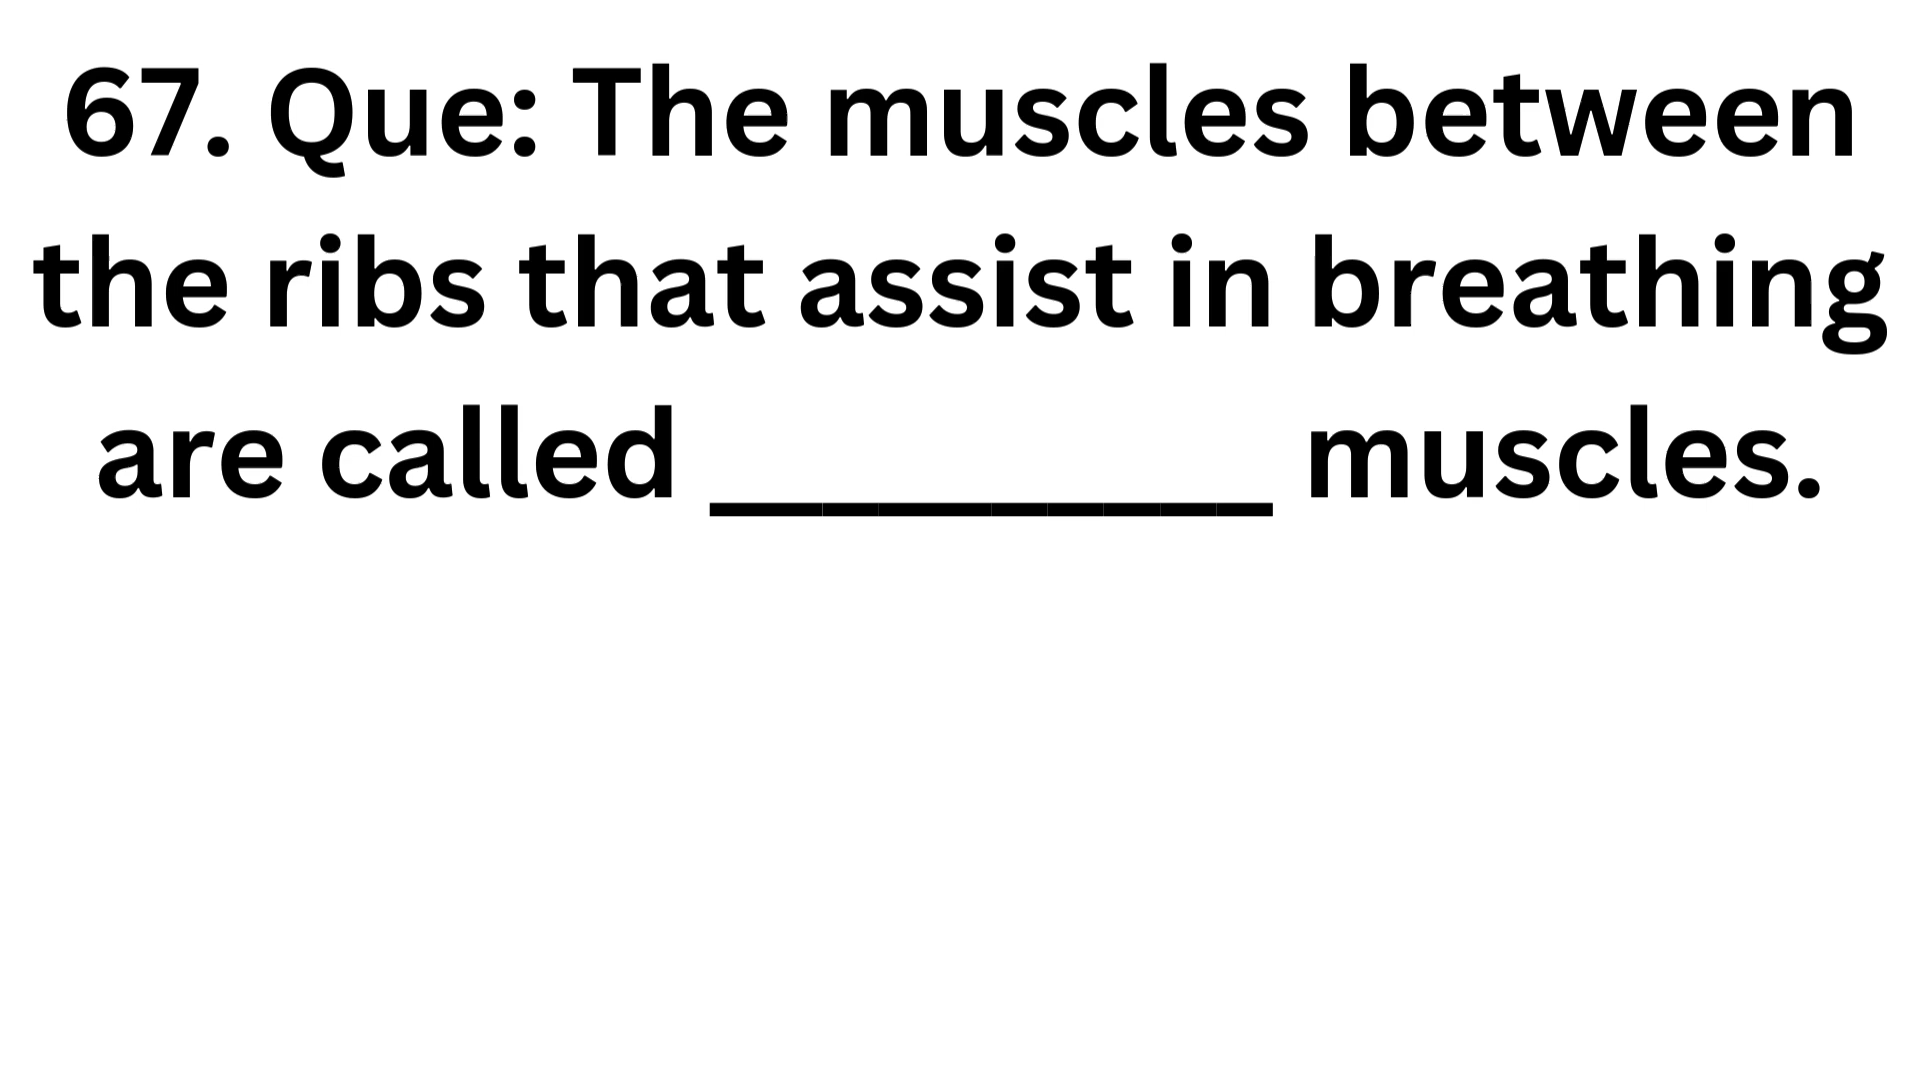 67. Que: The muscles between
the ribs that assist in breathing
are called __________ muscles.